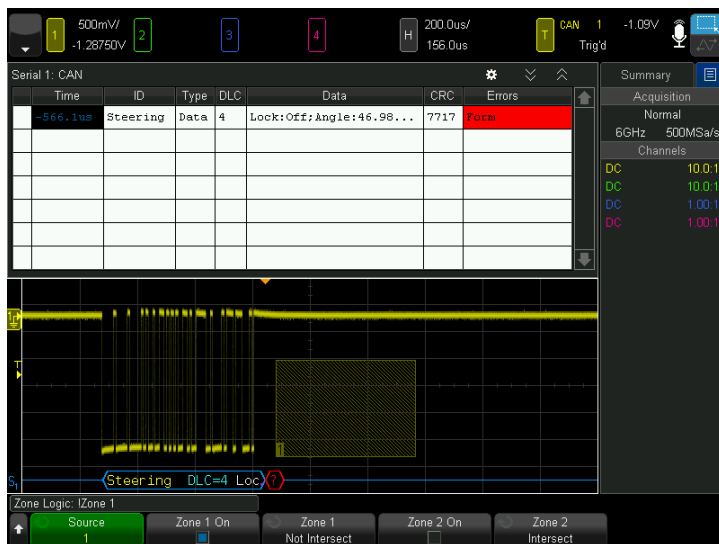 1 500mV/ -1.28750V 2 3 4 H 200.0us/ 156.0us T CAN 1 -1.09V Trig'd
Serial 1: CAN
Time ID Type DLC Data CRC Errors
-566.1us Steering Data 4 Lock:Off;Angle:46.98... 7717 Form
Summary
Acquisition
Normal
6GHz 500MSa/s
Channels
DC 10.0:1
DC 10.0:1
DC 1.00:1
DC 1.00:1
1
T
1
S1 Steering DLC=4 Loc ?
Zone Logic: !Zone 1
Source 1
Zone 1 On
Zone 1 Not Intersect
Zone 2 On
Zone 2 Intersect